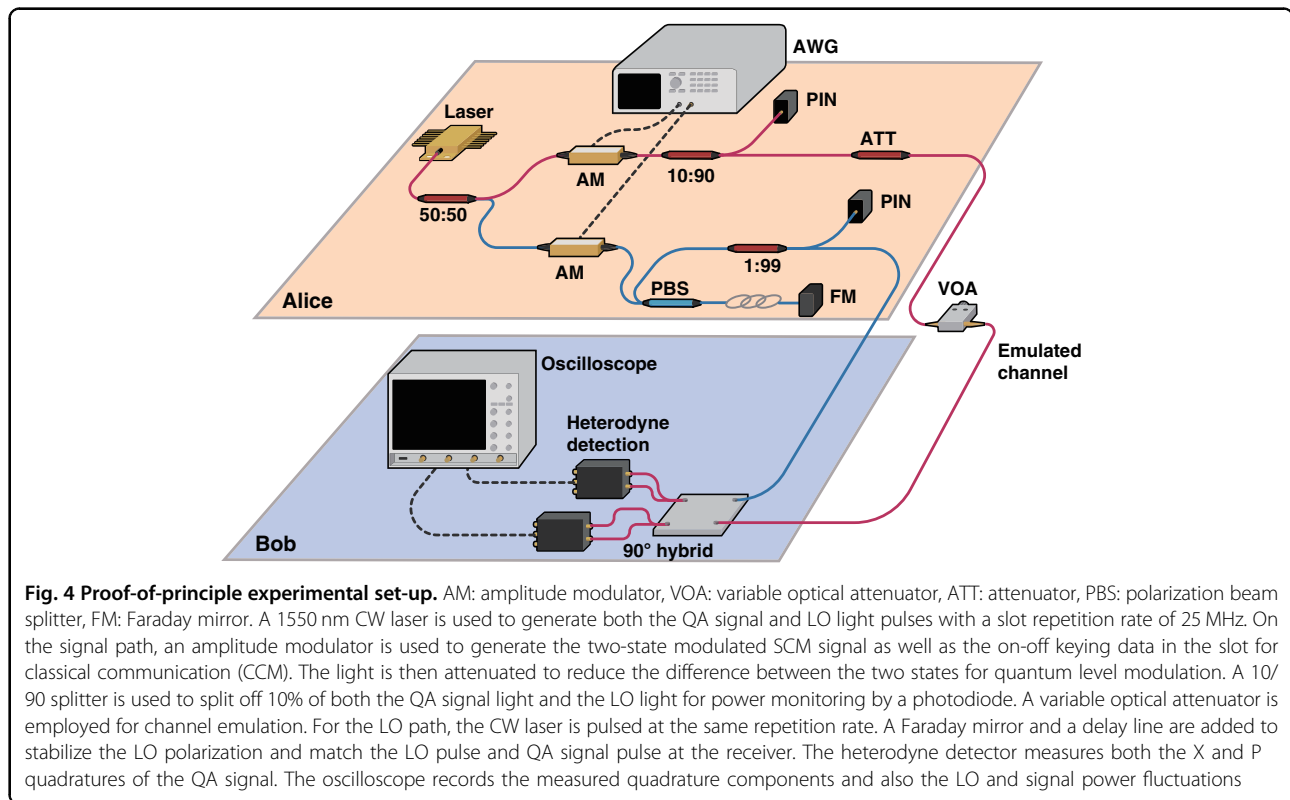 AWG
PIN
Laser
ATT
AM
10:90
PIN
50:50
AM
1:99
PBS
FM
Alice
VOA
Emulated
channel
Oscilloscope
Heterodyne
detection
90° hybrid
Bob
Fig. 4 Proof-of-principle experimental set-up. AM: amplitude modulator, VOA: variable optical attenuator, ATT: attenuator, PBS: polarization beam
splitter, FM: Faraday mirror. A 1550 nm CW laser is used to generate both the QA signal and LO light pulses with a slot repetition rate of 25 MHz. On
the signal path, an amplitude modulator is used to generate the two-state modulated SCM signal as well as the on-off keying data in the slot for
classical communication (CCM). The light is then attenuated to reduce the difference between the two states for quantum level modulation. A 10/
90 splitter is used to split off 10% of both the QA signal light and the LO light for power monitoring by a photodiode. A variable optical attenuator is
employed for channel emulation. For the LO path, the CW laser is pulsed at the same repetition rate. A Faraday mirror and a delay line are added to
stabilize the LO polarization and match the LO pulse and QA signal pulse at the receiver. The heterodyne detector measures both the X and P
quadratures of the QA signal. The oscilloscope records the measured quadrature components and also the LO and signal power fluctuations